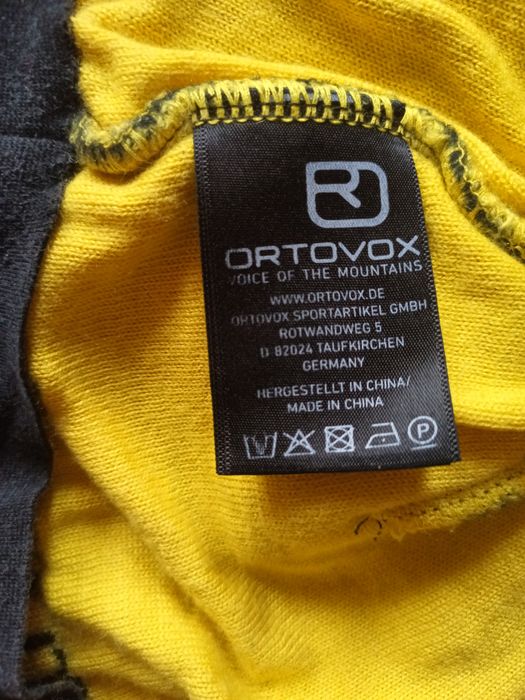 ORTOVOX
VOICE OF THE MOUNTAINS
WWW.ORTOVOX.DE
ORTOVOX SPORTARTIKEL GMBH
ROTWANDWEG 5
D 82024 TAUFKIRCHEN
GERMANY
HERGESTELLT IN CHINA/
MADE IN CHINA
P